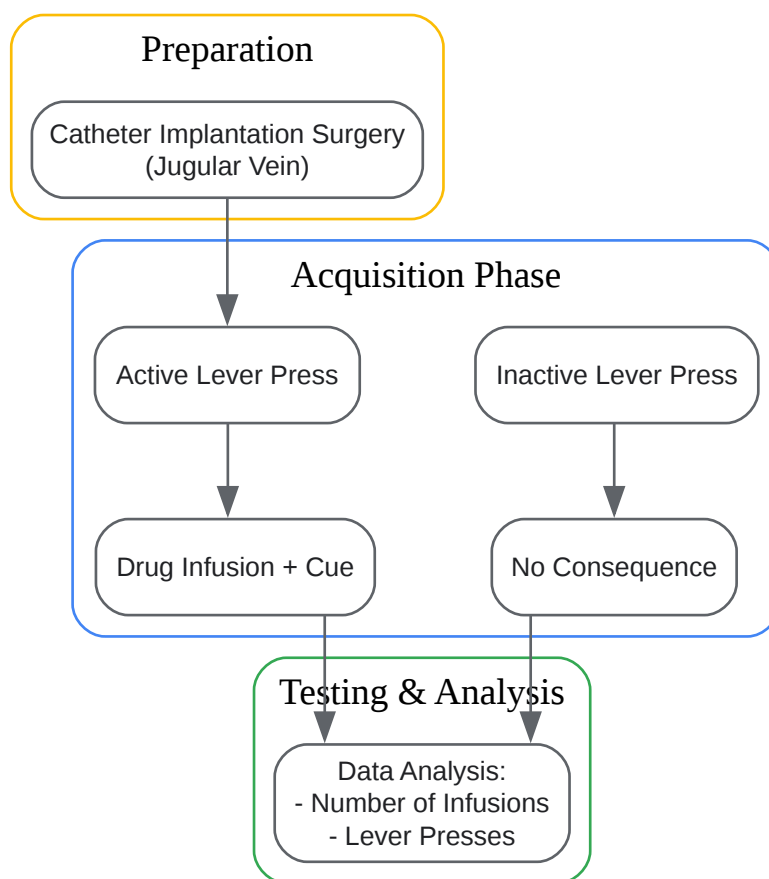 Preparation
Catheter Implantation Surgery
(Jugular Vein)
Acquisition Phase
Active Lever Press
Inactive Lever Press
Drug Infusion + Cue
No Consequence
Testing & Analysis
Data Analysis:
- Number of Infusions
- Lever Presses